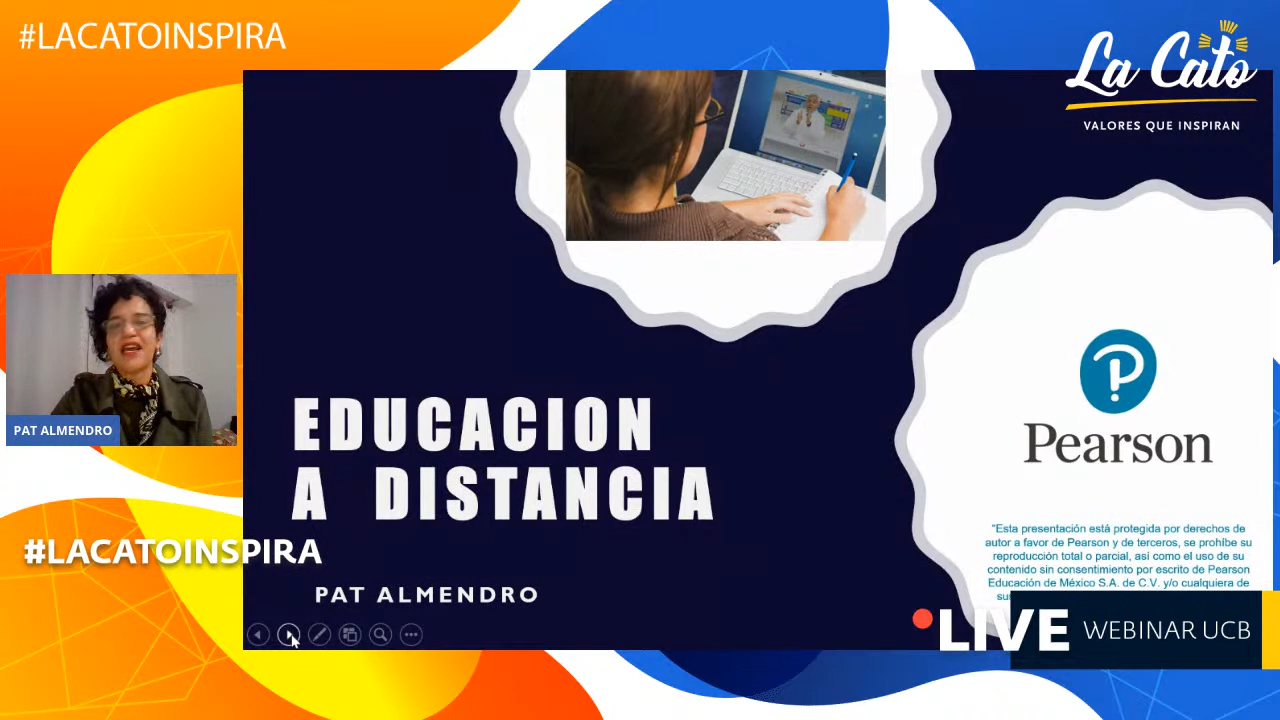 #LACATOINSPIRA
La Cato
VALORES QUE INSPIRAN
PAT ALMENDRO
EDUCACION
A DISTANCIA
PAT ALMENDRO
Pearson
"Esta presentación está protegida por derechos de
autor a favor de Pearson y de terceros, se prohíbe su
reproducción total o parcial, así como el uso de su
contenido sin consentimiento por escrito de Pearson
Educación de México S.A. de C.V. y/o cualquiera de
#LACATOINSPIRA
LIVE WEBINAR UCB